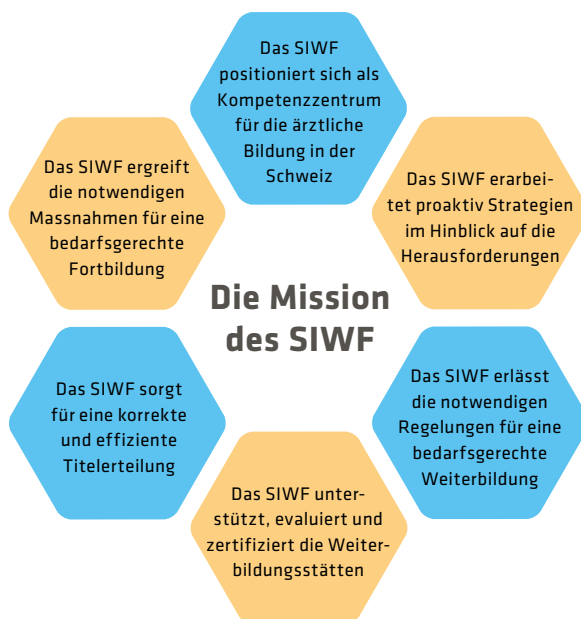 Das SIWF
positioniert sich als
Kompetenzzentrum
für die ärztliche
Bildung in der
Schweiz
Das SIWF erarbei-
tet proaktiv Strategien
im Hinblick auf die
Herausforderungen
Das SIWF erlässt
die notwendigen
Regelungen für eine
bedarfsgerechte
Weiterbildung
Das SIWF unter-
stützt, evaluiert und
zertifiziert die Weiter-
bildungsstätten
Das SIWF sorgt
für eine korrekte
und effiziente
Titelerteilung
Das SIWF ergreift
die notwendigen
Massnahmen für eine
bedarfsgerechte
Fortbildung
Die Mission
des SIWF